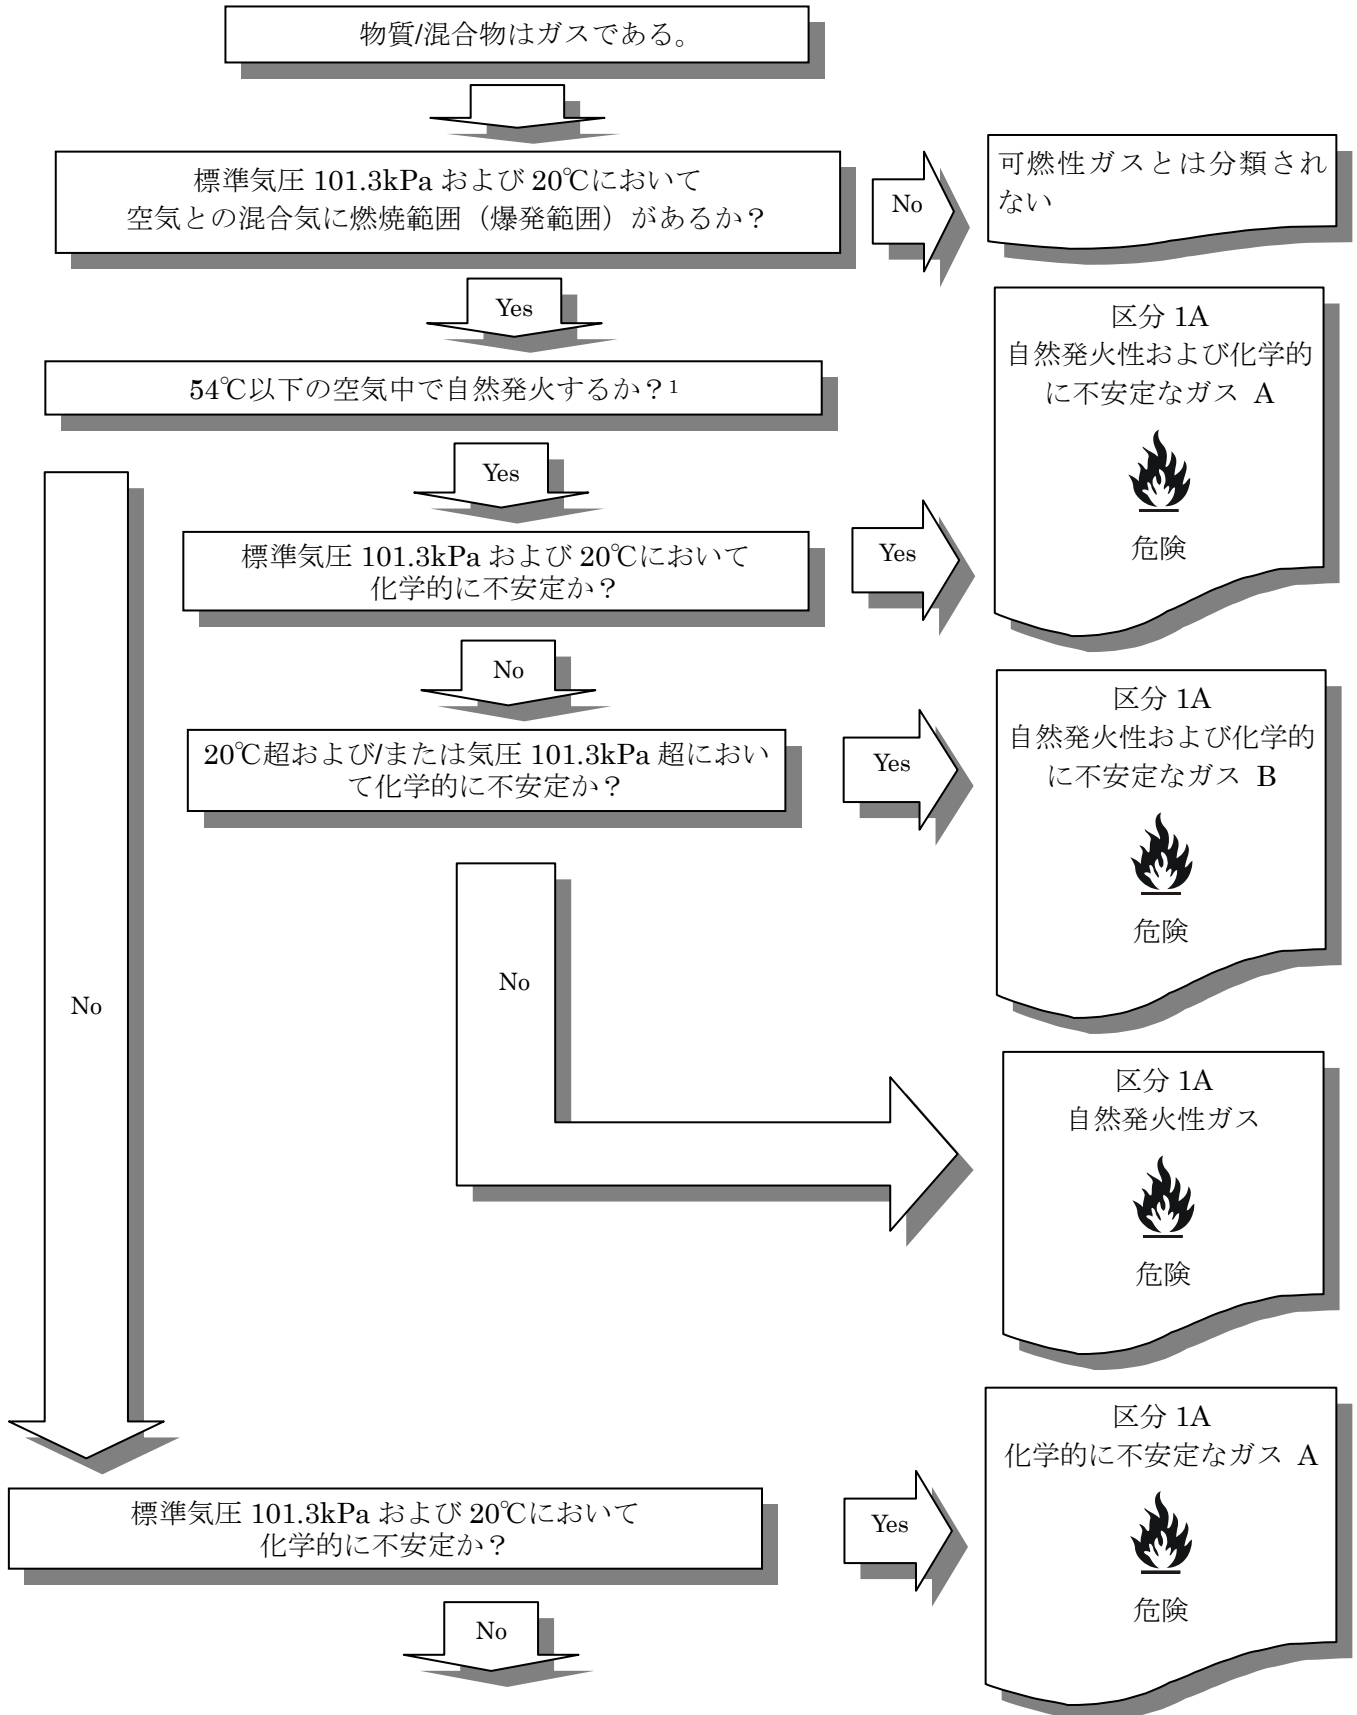 物質/混合物はガスである。
標準気圧 101.3kPa および 20℃において
空気との混合気に燃焼範囲（爆発範囲）があるか？
No
可燃性ガスとは分類され
ない
Yes
54℃以下の空気中で自然発火するか？1
区分 1A
自然発火性および化学的
に不安定なガス A
危険
Yes
標準気圧 101.3kPa および 20℃において
化学的に不安定か？
Yes
No
20℃超および/または気圧 101.3kPa 超におい
て化学的に不安定か？
Yes
区分 1A
自然発火性および化学的
に不安定なガス B
危険
No
No
区分 1A
自然発火性ガス
危険
標準気圧 101.3kPa および 20℃において
化学的に不安定か？
Yes
区分 1A
化学的に不安定なガス A
危険
No